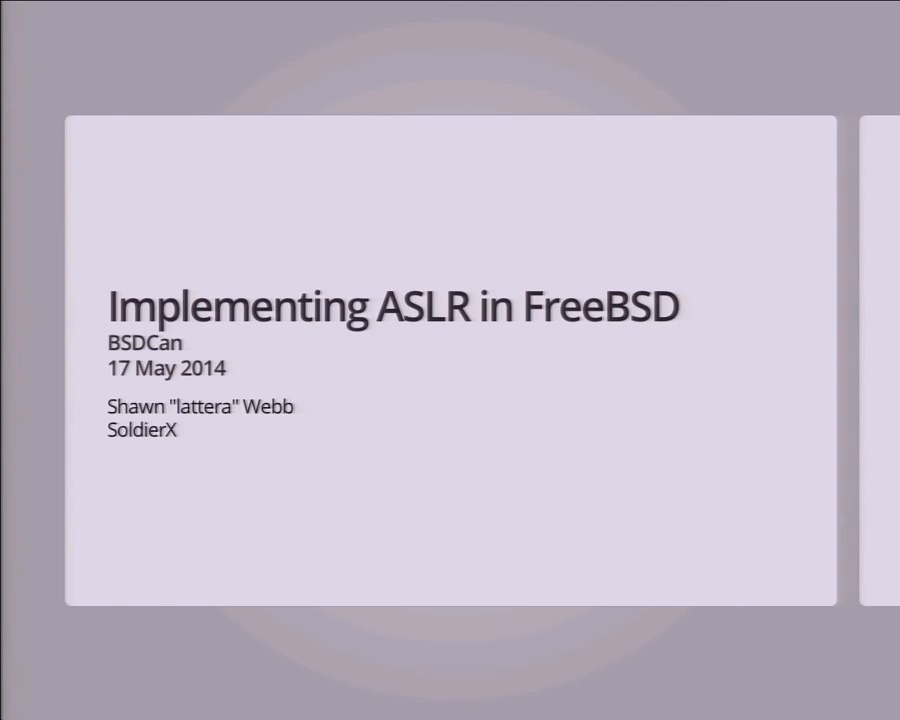 Implementing ASLR in FreeBSD
BSDCan
17 May 2014
Shawn "lattera" Webb
SoldierX